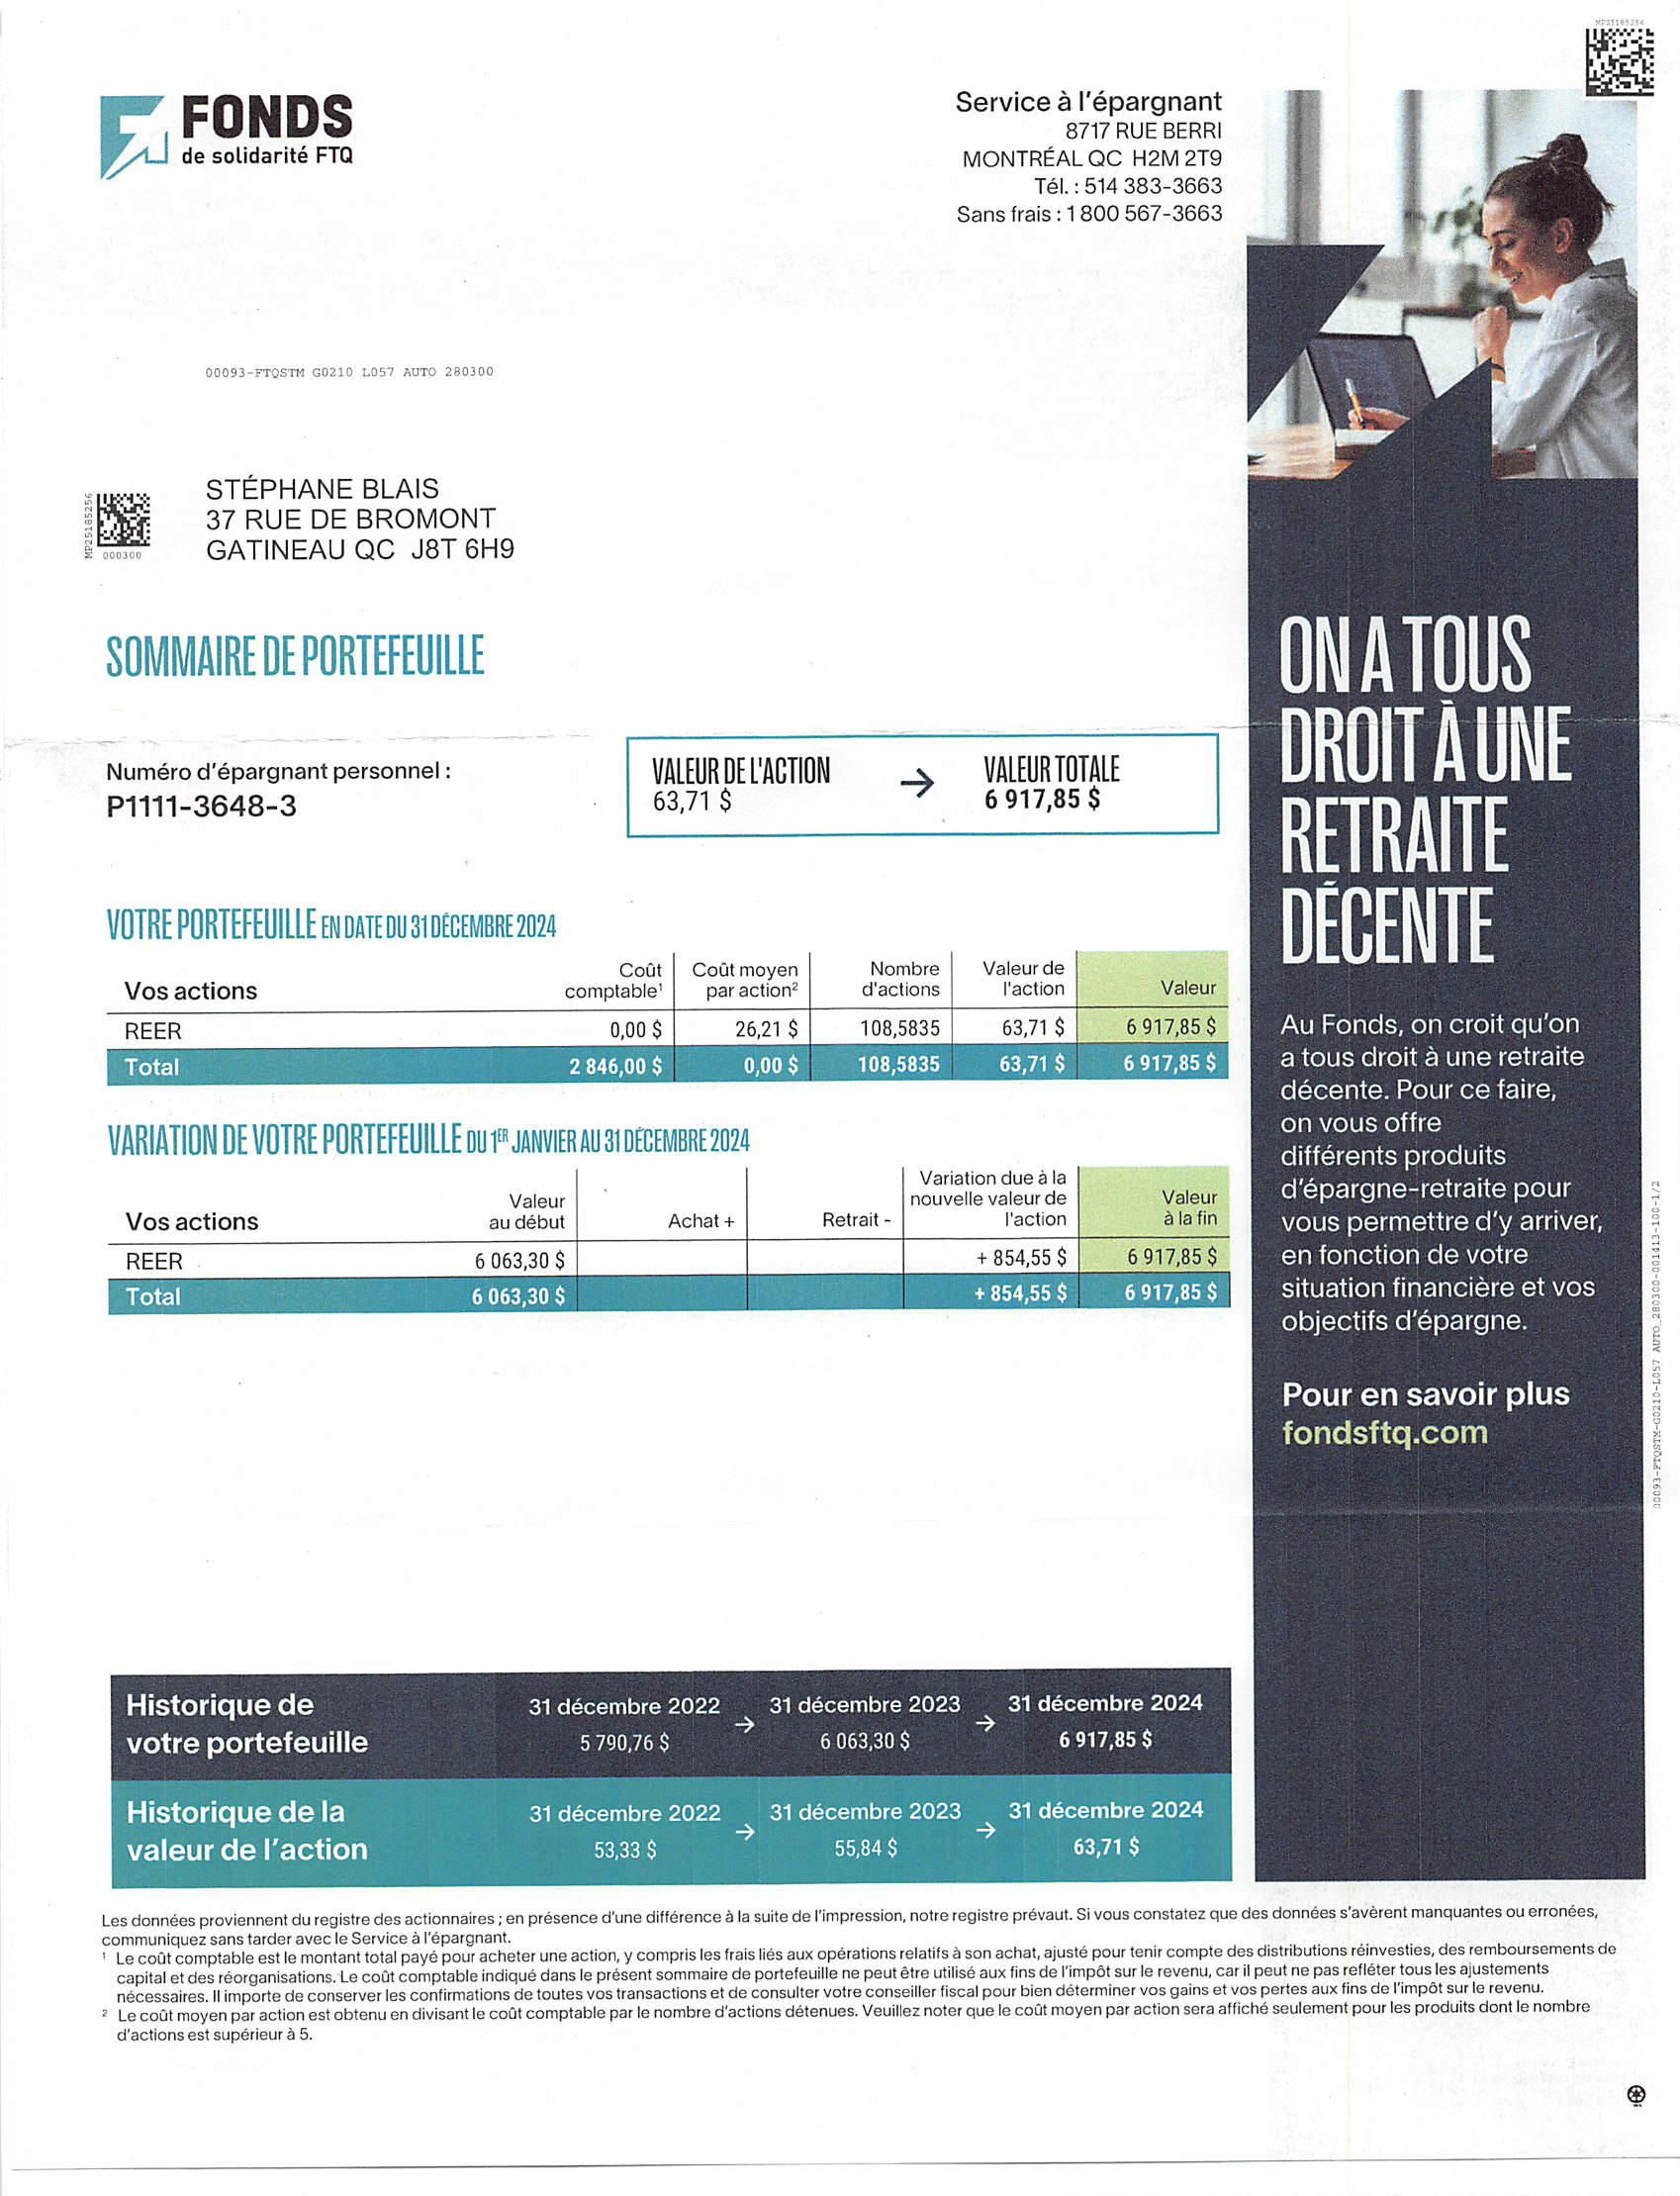 MP25185256
FONDS
de solidarité FTQ
Service à l'épargnant
8717 RUE BERRI
MONTRÉAL QC H2M 2T9
Tél. : 514 383-3663
Sans frais : 1 800 567-3663
00093-FTQSTM G0210 L057 AUTO 280300
MP25185256
000300
STÉPHANE BLAIS
37 RUE DE BROMONT
GATINEAU QC J8T 6H9
SOMMAIRE DE PORTEFEUILLE
Numéro d'épargnant personnel :
P1111-3648-3
VALEUR DE L'ACTION → VALEUR TOTALE
63,71 $ 6 917,85 $
VOTRE PORTEFEUILLE EN DATE DU 31 DÉCEMBRE 2024
Vos actions Coût comptable¹ Coût moyen par action² Nombre d'actions Valeur de l'action Valeur
REER 0,00 $ 26,21 $ 108,5835 63,71 $ 6 917,85 $
Total 2 846,00 $ 0,00 $ 108,5835 63,71 $ 6 917,85 $
VARIATION DE VOTRE PORTEFEUILLE DU 1ER JANVIER AU 31 DÉCEMBRE 2024
Vos actions Valeur au début Achat + Retrait - Variation due à la nouvelle valeur de l'action Valeur à la fin
REER 6 063,30 $ + 854,55 $ 6 917,85 $
Total 6 063,30 $ + 854,55 $ 6 917,85 $
Historique de votre portefeuille 31 décembre 2022 → 31 décembre 2023 → 31 décembre 2024
5 790,76 $ 6 063,30 $ 6 917,85 $
Historique de la valeur de l'action 31 décembre 2022 → 31 décembre 2023 → 31 décembre 2024
53,33 $ 55,84 $ 63,71 $
ON A TOUS
DROIT À UNE
RETRAITE
DÉCENTE
Au Fonds, on croit qu'on
a tous droit à une retraite
décente. Pour ce faire,
on vous offre
différents produits
d'épargne-retraite pour
vous permettre d'y arriver,
en fonction de votre
situation financière et vos
objectifs d'épargne.
Pour en savoir plus
fondsftq.com
00093-FTQSTM-G0210-L057 AUTO_280300-001413-100-1/2
Les données proviennent du registre des actionnaires ; en présence d'une différence à la suite de l'impression, notre registre prévaut. Si vous constatez que des données s'avèrent manquantes ou erronées,
communiquez sans tarder avec le Service à l'épargnant.
¹ Le coût comptable est le montant total payé pour acheter une action, y compris les frais liés aux opérations relatifs à son achat, ajusté pour tenir compte des distributions réinvesties, des remboursements de
capital et des réorganisations. Le coût comptable indiqué dans le présent sommaire de portefeuille ne peut être utilisé aux fins de l'impôt sur le revenu, car il peut ne pas refléter tous les ajustements
nécessaires. Il importe de conserver les confirmations de toutes vos transactions et de consulter votre conseiller fiscal pour bien déterminer vos gains et vos pertes aux fins de l'impôt sur le revenu.
² Le coût moyen par action est obtenu en divisant le coût comptable par le nombre d'actions détenues. Veuillez noter que le coût moyen par action sera affiché seulement pour les produits dont le nombre
d'actions est supérieur à 5.